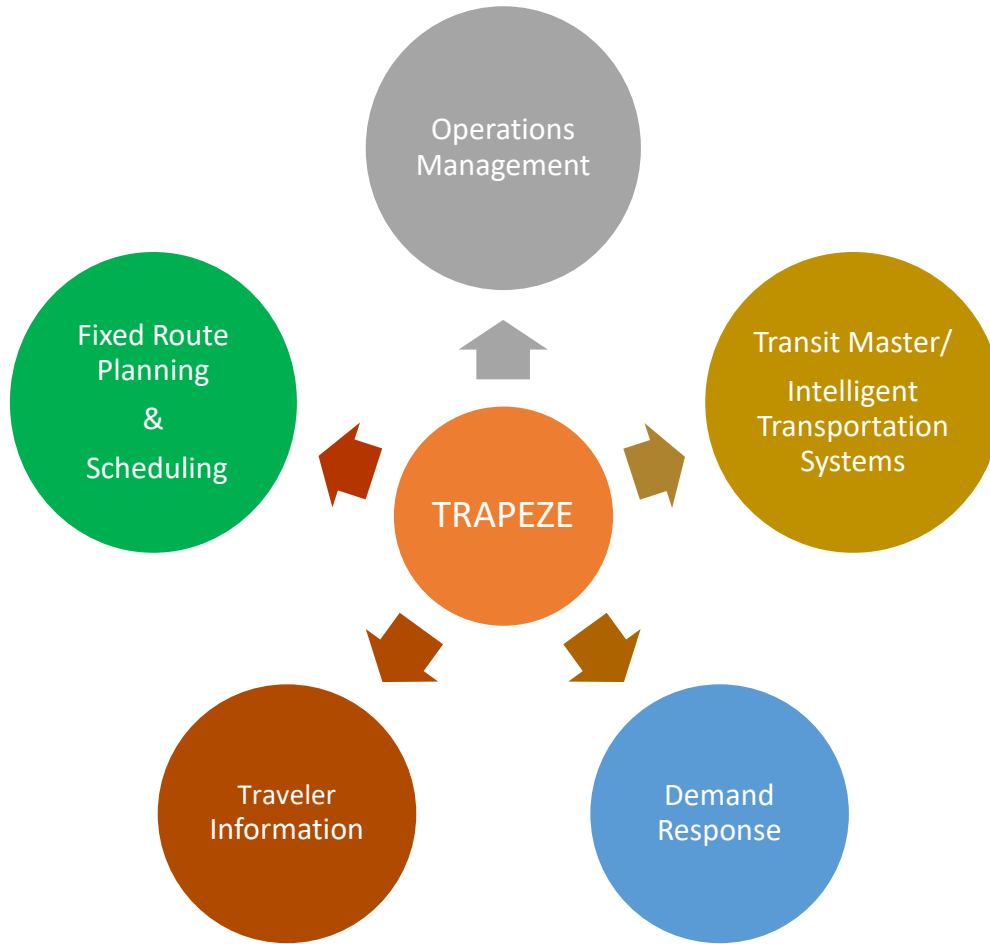 Operations
Management
Fixed Route
Planning
&
Scheduling
Transit Master/
Intelligent
Transportation
Systems
TRAPEZE
Traveler
Information
Demand
Response